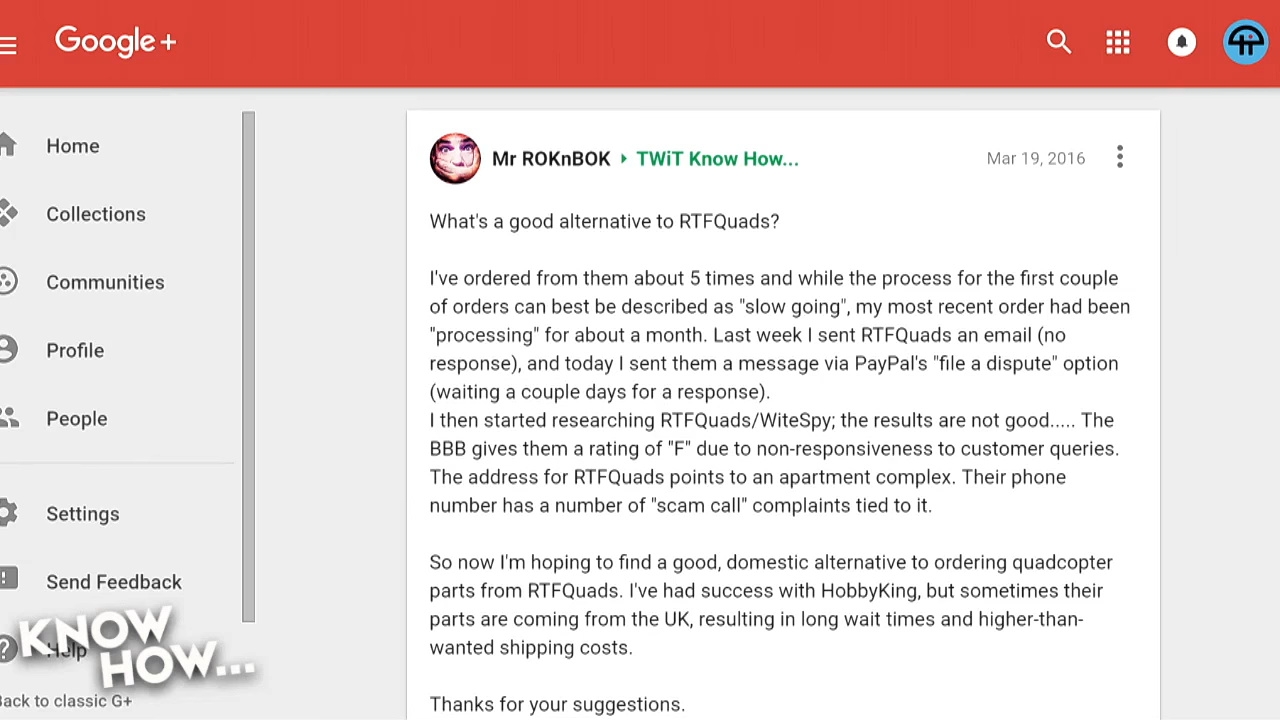 Google+
Home
Collections
Communities
Profile
People
Settings
Send Feedback
Help
Back to classic G+
KNOW
HOW...
Mr ROKnBOK TWiT Know How...
Mar 19, 2016
What's a good alternative to RTFQuads?
I've ordered from them about 5 times and while the process for the first couple
of orders can best be described as "slow going", my most recent order had been
"processing" for about a month. Last week I sent RTFQuads an email (no
response), and today I sent them a message via PayPal's "file a dispute" option
(waiting a couple days for a response).
I then started researching RTFQuads/WiteSpy; the results are not good..... The
BBB gives them a rating of "F" due to non-responsiveness to customer queries.
The address for RTFQuads points to an apartment complex. Their phone
number has a number of "scam call" complaints tied to it.
So now I'm hoping to find a good, domestic alternative to ordering quadcopter
parts from RTFQuads. I've had success with HobbyKing, but sometimes their
parts are coming from the UK, resulting in long wait times and higher-than-
wanted shipping costs.
Thanks for your suggestions.